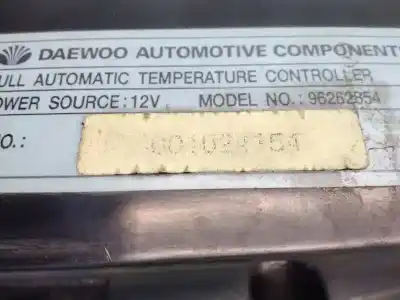 DAEWOO AUTOMOTIVE COMPONENT
ULL AUTOMATIC TEMPERATURE CONTROLLER
OWER SOURCE:12V MODEL NO.:96262854
O.: